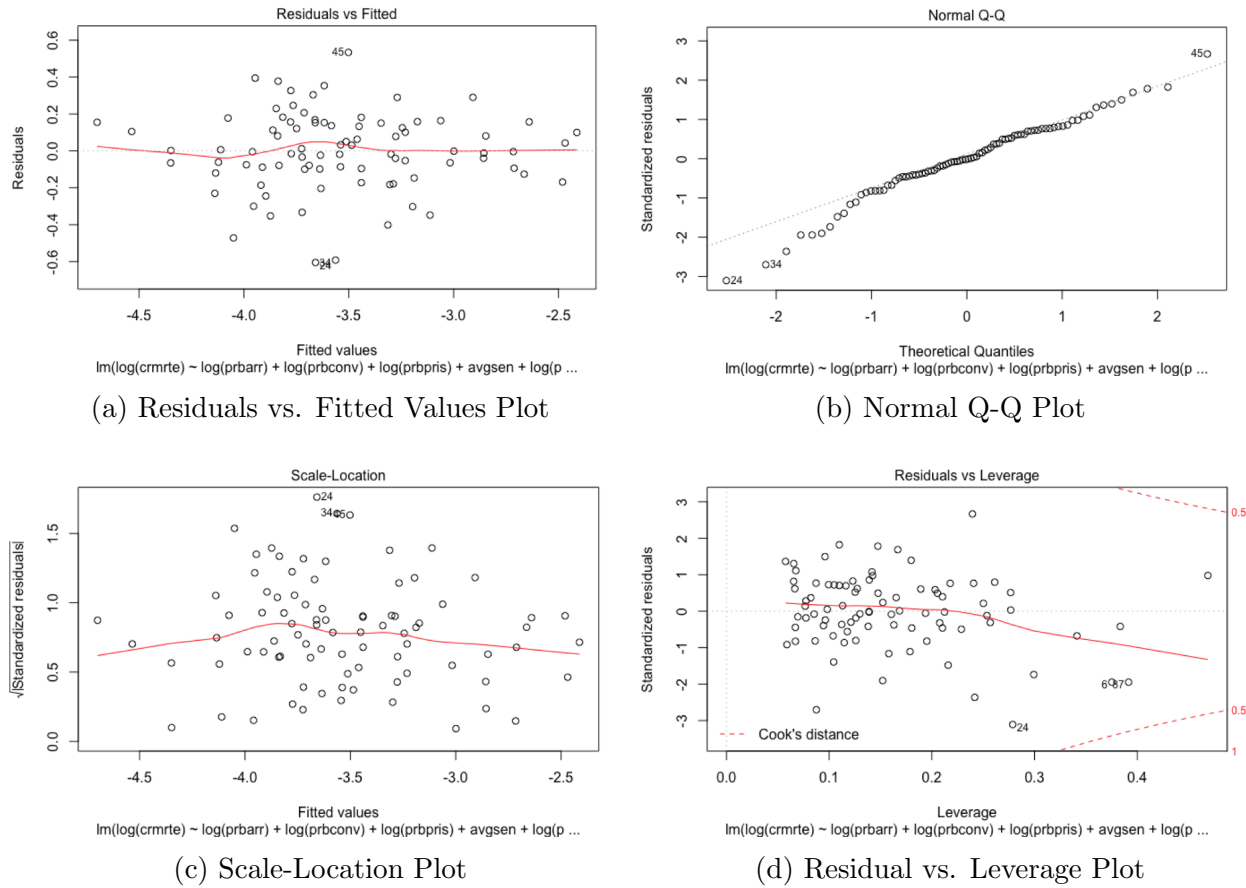 Residuals vs Fitted
Residuals
0.6
0.4
0.2
0.0
-0.2
-0.4
-0.6
45
34
24
-4.5 -4.0 -3.5 -3.0 -2.5
Fitted values
lm(log(crmrte) ~ log(prbarr) + log(prbconv) + log(prbpris) + avgsen + log(p ...
(a) Residuals vs. Fitted Values Plot
Normal Q-Q
Standardized residuals
3
2
1
0
-1
-2
-3
45
34
24
-2 -1 0 1 2
Theoretical Quantiles
lm(log(crmrte) ~ log(prbarr) + log(prbconv) + log(prbpris) + avgsen + log(p ...
(b) Normal Q-Q Plot
Scale-Location
√|Standardized residuals|
1.5
1.0
0.5
0.0
24
34
45
-4.5 -4.0 -3.5 -3.0 -2.5
Fitted values
lm(log(crmrte) ~ log(prbarr) + log(prbconv) + log(prbpris) + avgsen + log(p ...
(c) Scale-Location Plot
Residuals vs Leverage
Standardized residuals
3
2
1
0
-1
-2
-3
0.5
0.5
1
6
24
Cook's distance
0.0 0.1 0.2 0.3 0.4
Leverage
lm(log(crmrte) ~ log(prbarr) + log(prbconv) + log(prbpris) + avgsen + log(p ...
(d) Residual vs. Leverage Plot